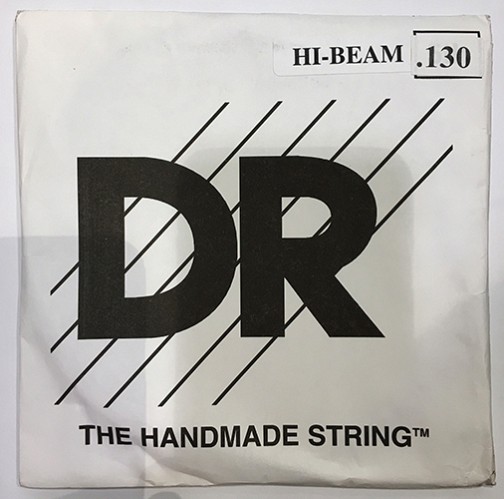 HI-BEAM .130
DR
THE HANDMADE STRING™